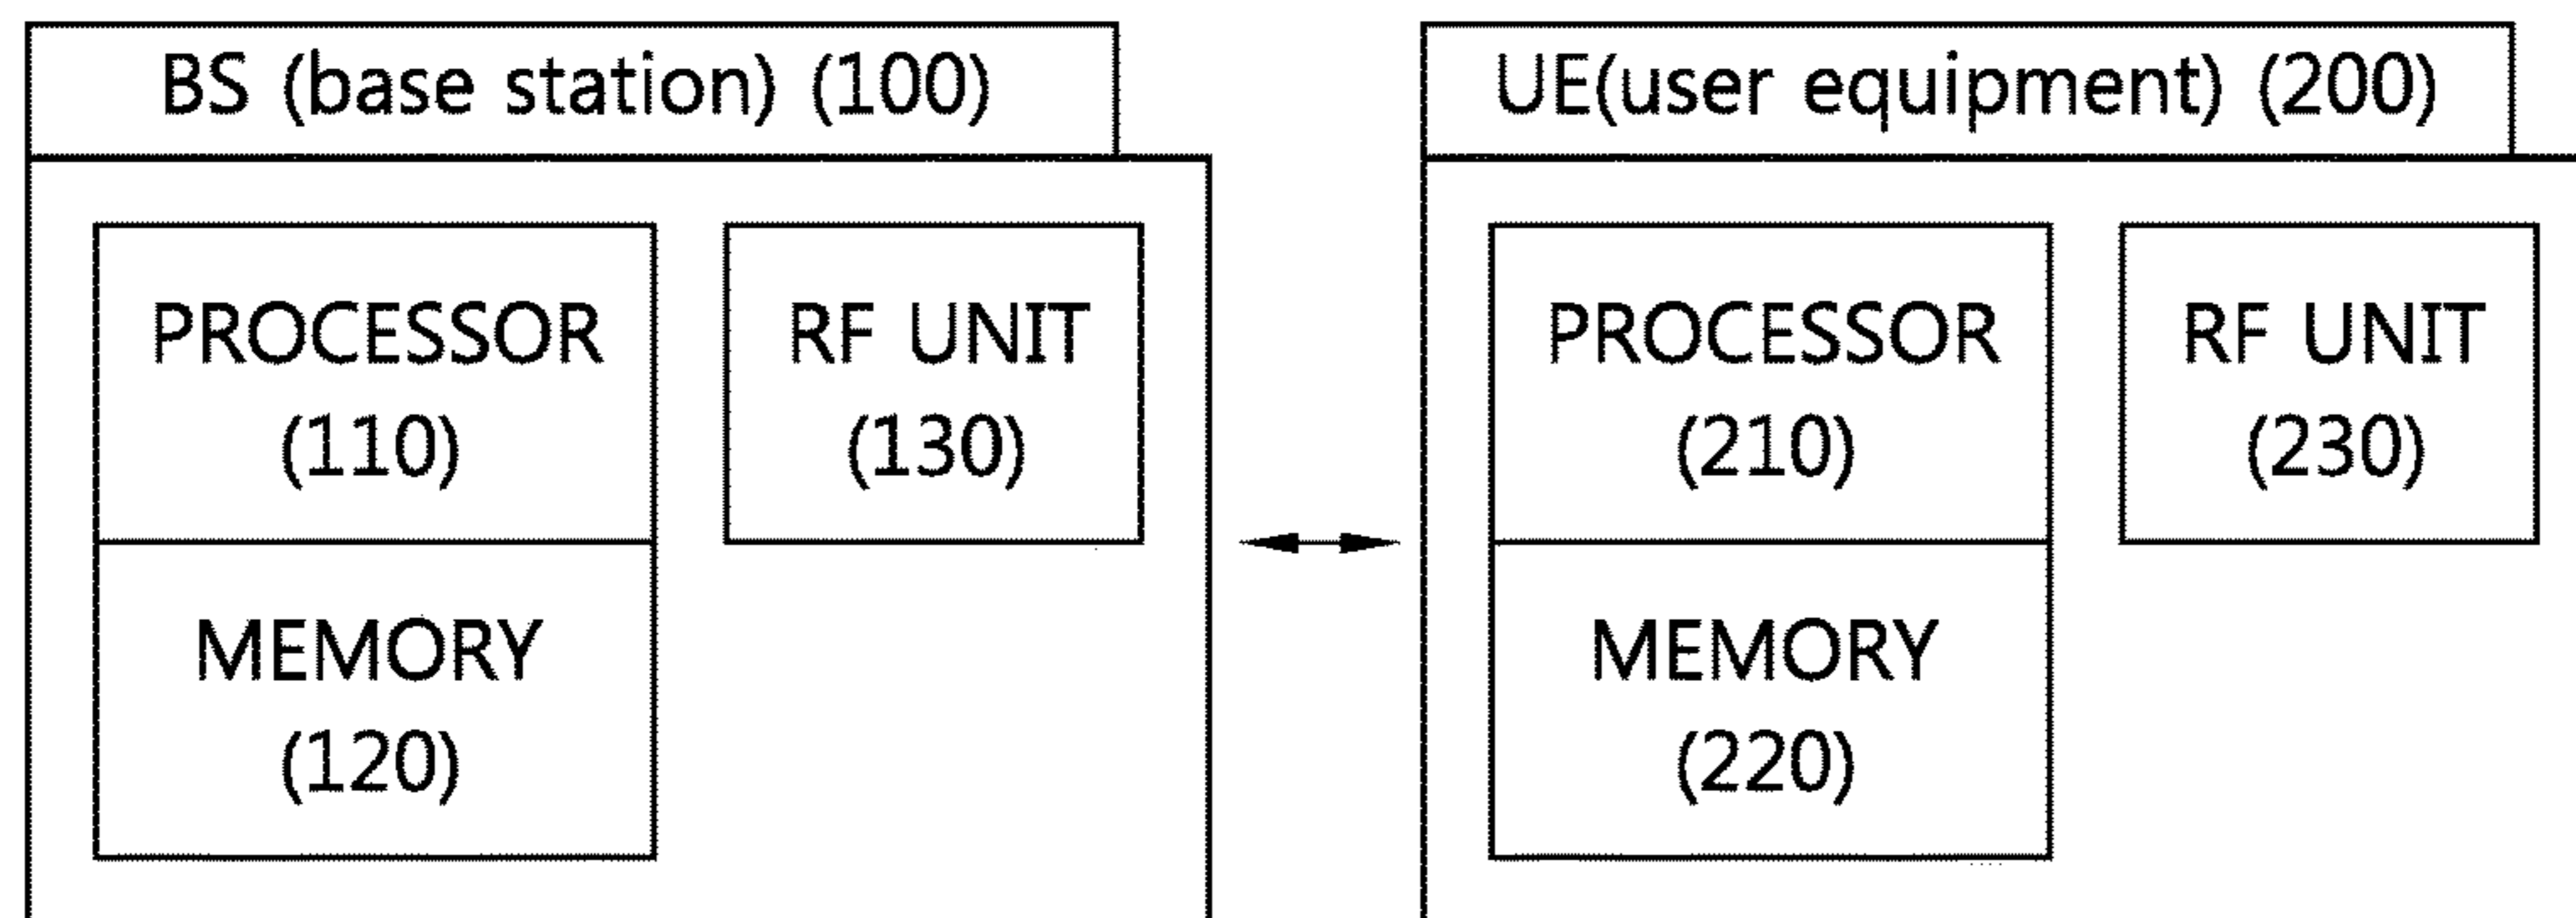 BS (base station) (100)
PROCESSOR
(110)
RF UNIT
(130)
MEMORY
(120)
UE(user equipment) (200)
PROCESSOR
(210)
RF UNIT
(230)
MEMORY
(220)